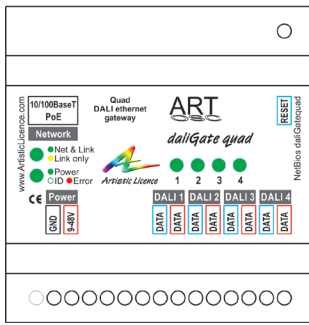 10/100BaseT
PoE
Network
Net & Link
Link only
Power
ID Error
CE
Power
GND
9-48V
www.ArtisticLicence.com
Quad
DALI ethernet
gateway
Artistic Licence
ART
daliGate quad
1 2 3 4
DALI 1 DALI 2 DALI 3 DALI 4
DATA DATA DATA DATA DATA DATA DATA DATA
RESET
NetBios daliGatequad